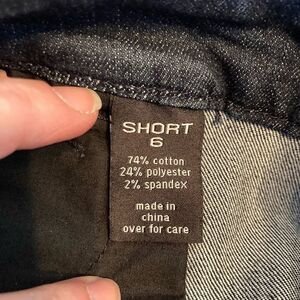 SHORT
6
74% cotton
24% polyester
2% spandex
made in
china
over for care